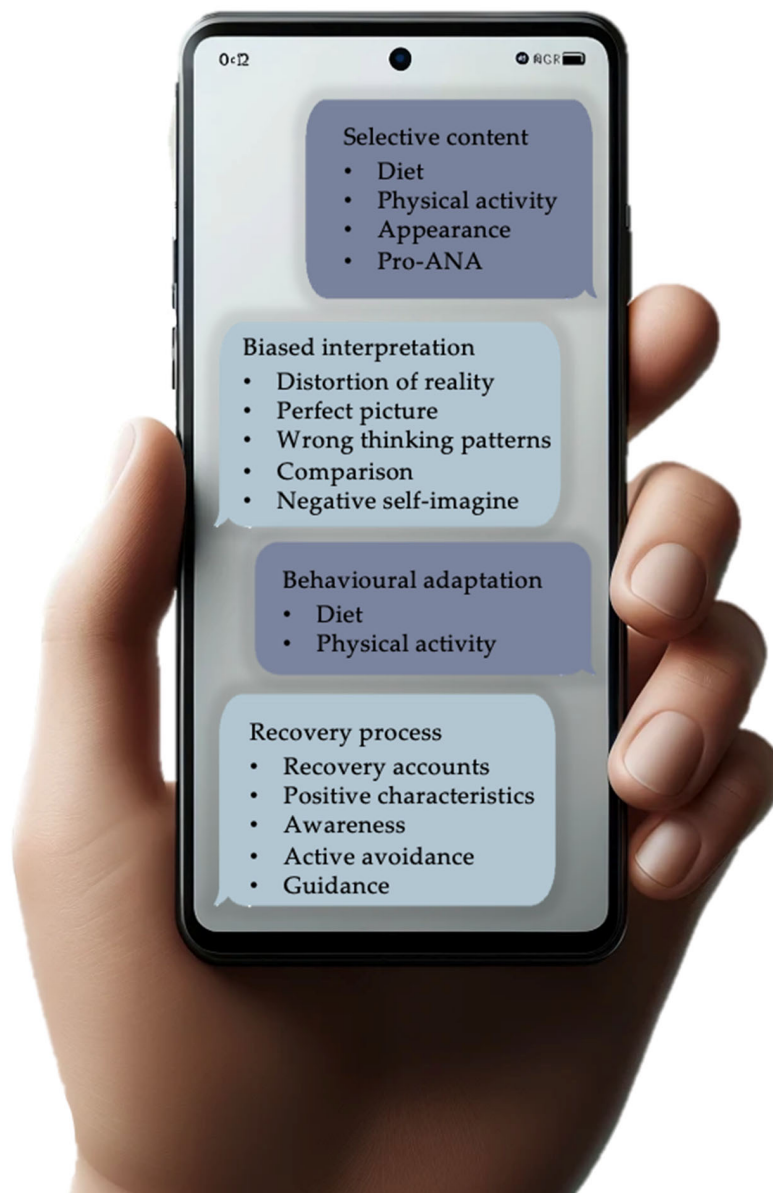 Selective content
• Diet
• Physical activity
• Appearance
• Pro-ANA
Biased interpretation
• Distortion of reality
• Perfect picture
• Wrong thinking patterns
• Comparison
• Negative self-imagine
Behavioural adaptation
• Diet
• Physical activity
Recovery process
• Recovery accounts
• Positive characteristics
• Awareness
• Active avoidance
• Guidance